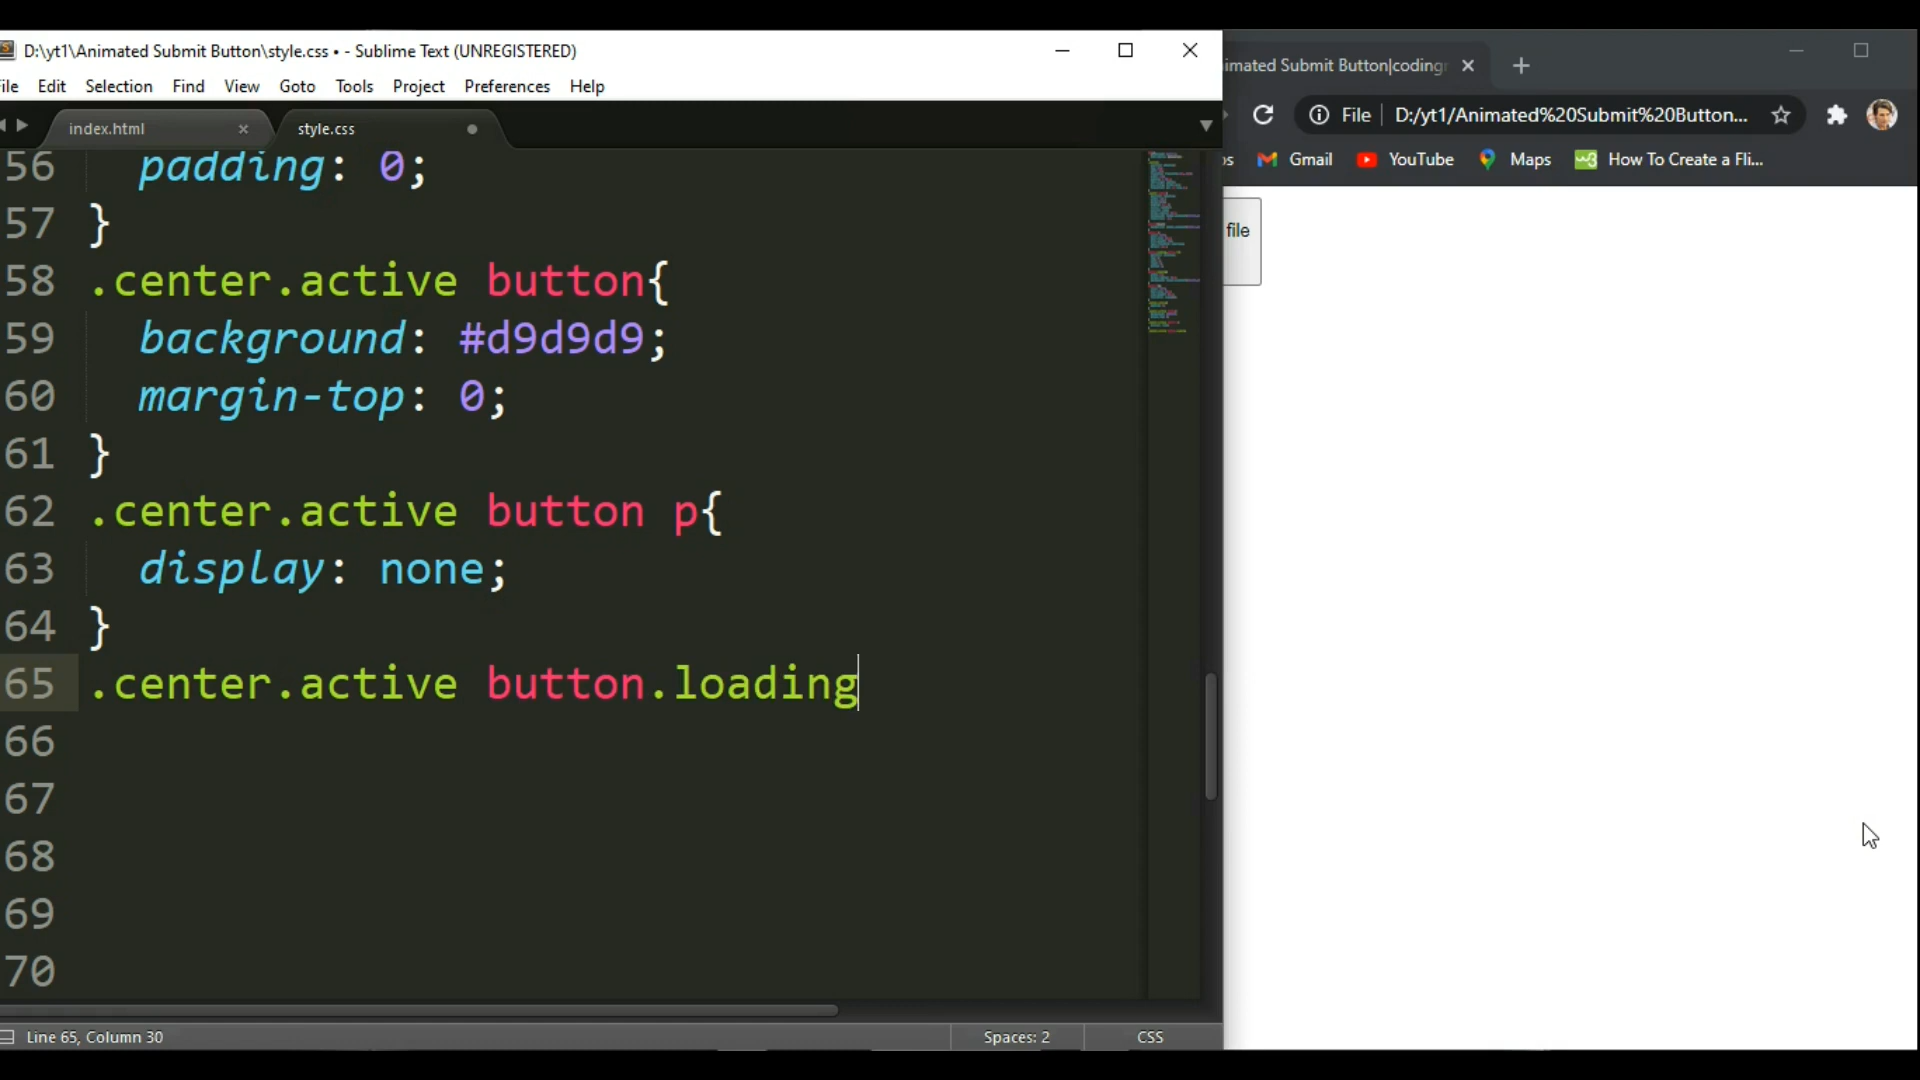 D:\yt1\Animated Submit Button\style.css • - Sublime Text (UNREGISTERED)
File Edit Selection Find View Goto Tools Project Preferences Help
index.html
style.css
56 padding: 0;
57 }
58 .center.active button{
59 background: #d9d9d9;
60 margin-top: 0;
61 }
62 .center.active button p{
63 display: none;
64 }
65 .center.active button.loading
66
67
68
69
70
Line 65, Column 30
Spaces: 2
CSS
imated Submit Button|coding
File D:/yt1/Animated%20Submit%20Button...
Gmail YouTube Maps How To Create a Fli...
file